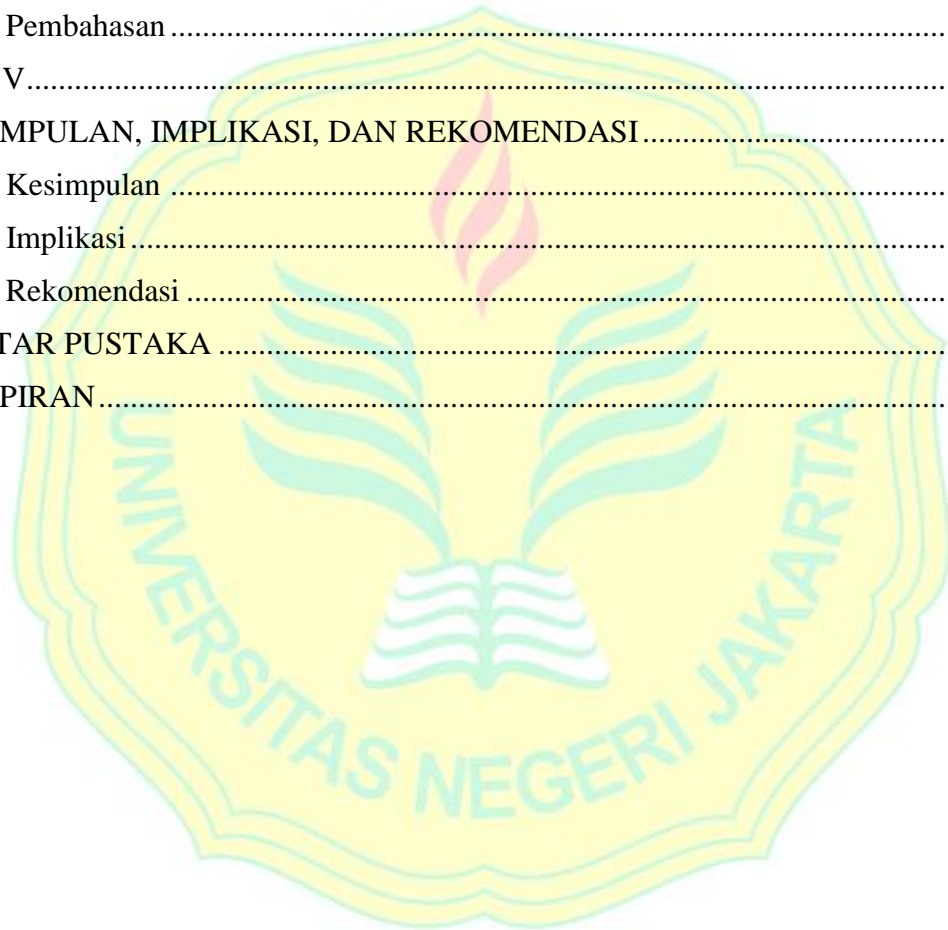 Pembahasan ........................................................................................................
V........................................................................................................................
MPULAN, IMPLIKASI, DAN REKOMENDASI.......................................
Kesimpulan ........................................................................................................
Implikasi.............................................................................................................
Rekomendasi ......................................................................................................
TAR PUSTAKA ...............................................................................................
PIRAN..............................................................................................................
UNIVERSITAS NEGERI JAKARTA